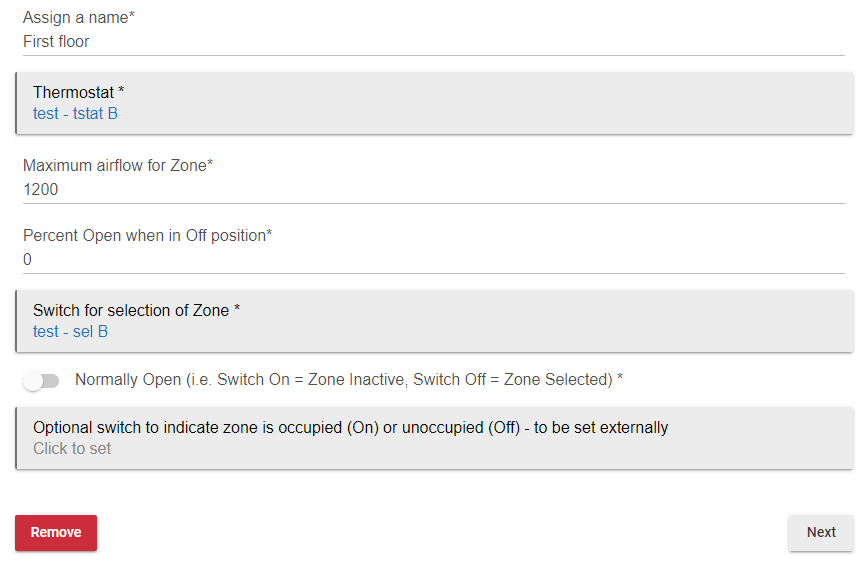 Assign a name*
First floor
Thermostat *
test - tstat B
Maximum airflow for Zone*
1200
Percent Open when in Off position*
0
Switch for selection of Zone *
test - sel B
Normally Open (i.e. Switch On = Zone Inactive, Switch Off = Zone Selected) *
Optional switch to indicate zone is occupied (On) or unoccupied (Off) - to be set externally
Click to set
Remove
Next